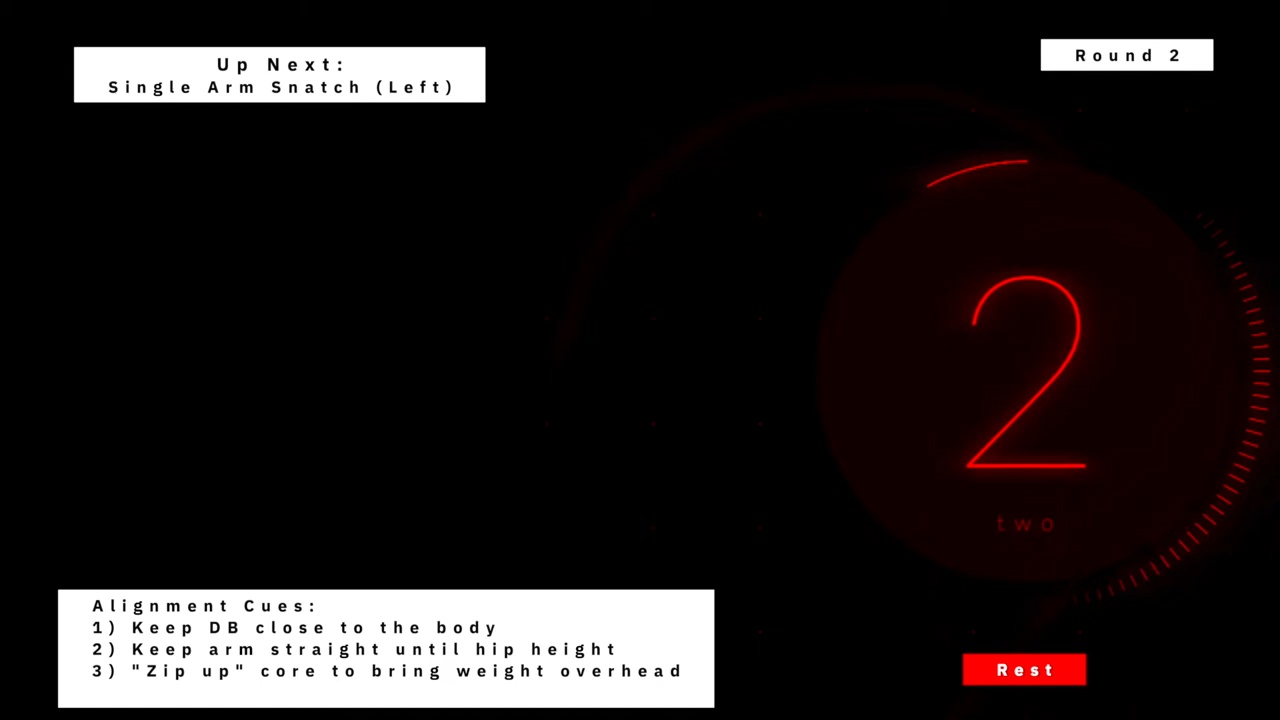 Up Next:
Single Arm Snatch (Left)
Round 2
2
two
Alignment Cues:
1) Keep DB close to the body
2) Keep arm straight until hip height
3) "Zip up" core to bring weight overhead
Rest